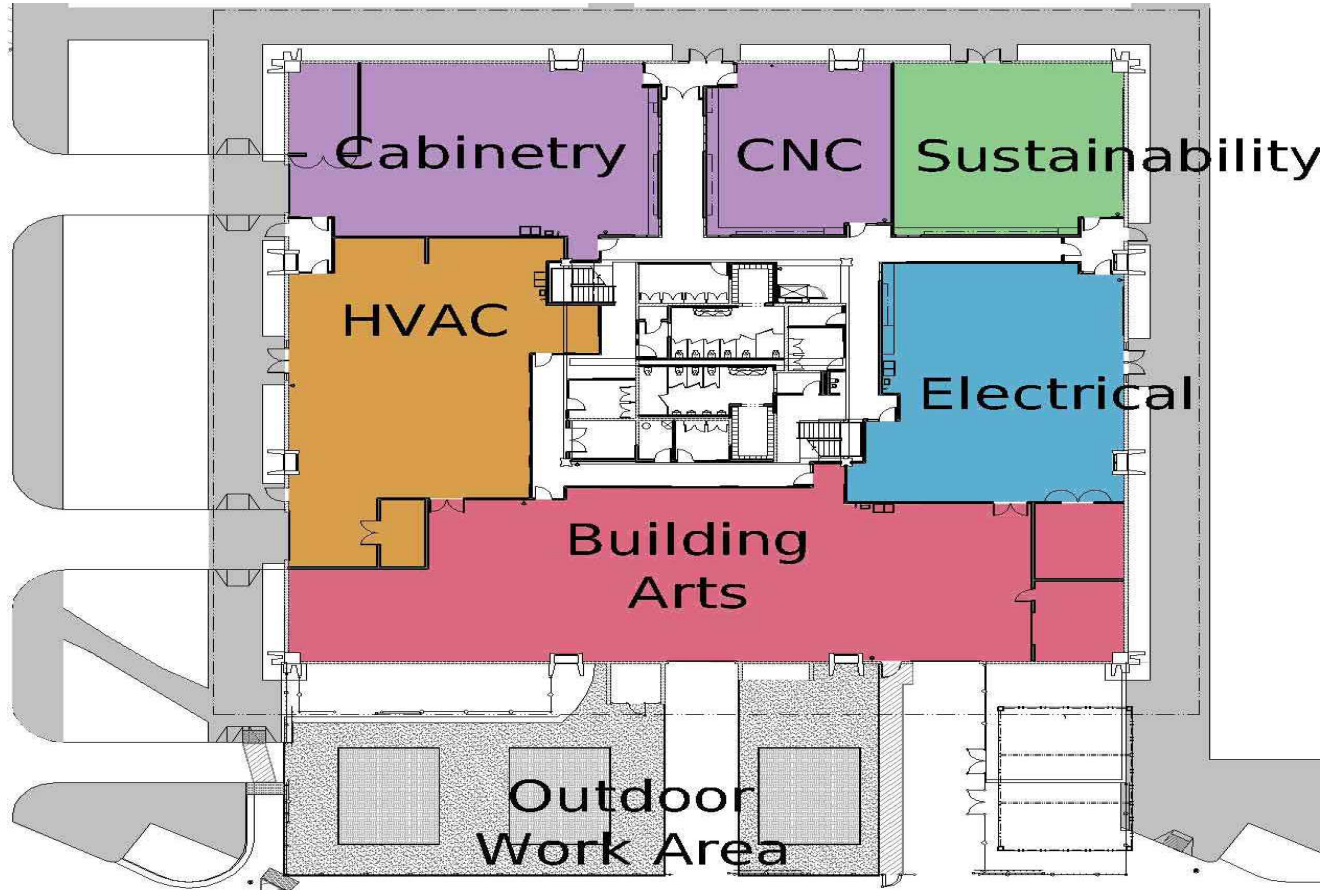 Cabinetry
CNC
Sustainability
HVAC
Electrical
Building
Arts
Outdoor
Work Area